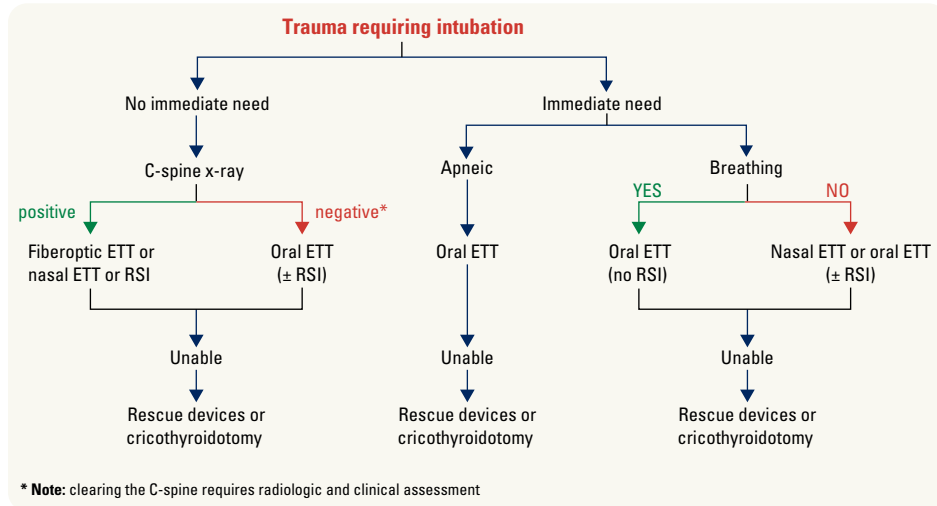 Trauma requiring intubation
No immediate need
Immediate need
C-spine x-ray
Apneic
Breathing
positive
negative*
YES
NO
Fiberoptic ETT or
nasal ETT or RSI
Oral ETT
(± RSI)
Oral ETT
Oral ETT
(no RSI)
Nasal ETT or oral ETT
(± RSI)
Unable
Unable
Unable
Rescue devices or
cricothyroidotomy
Rescue devices or
cricothyroidotomy
Rescue devices or
cricothyroidotomy
* Note: clearing the C-spine requires radiologic and clinical assessment